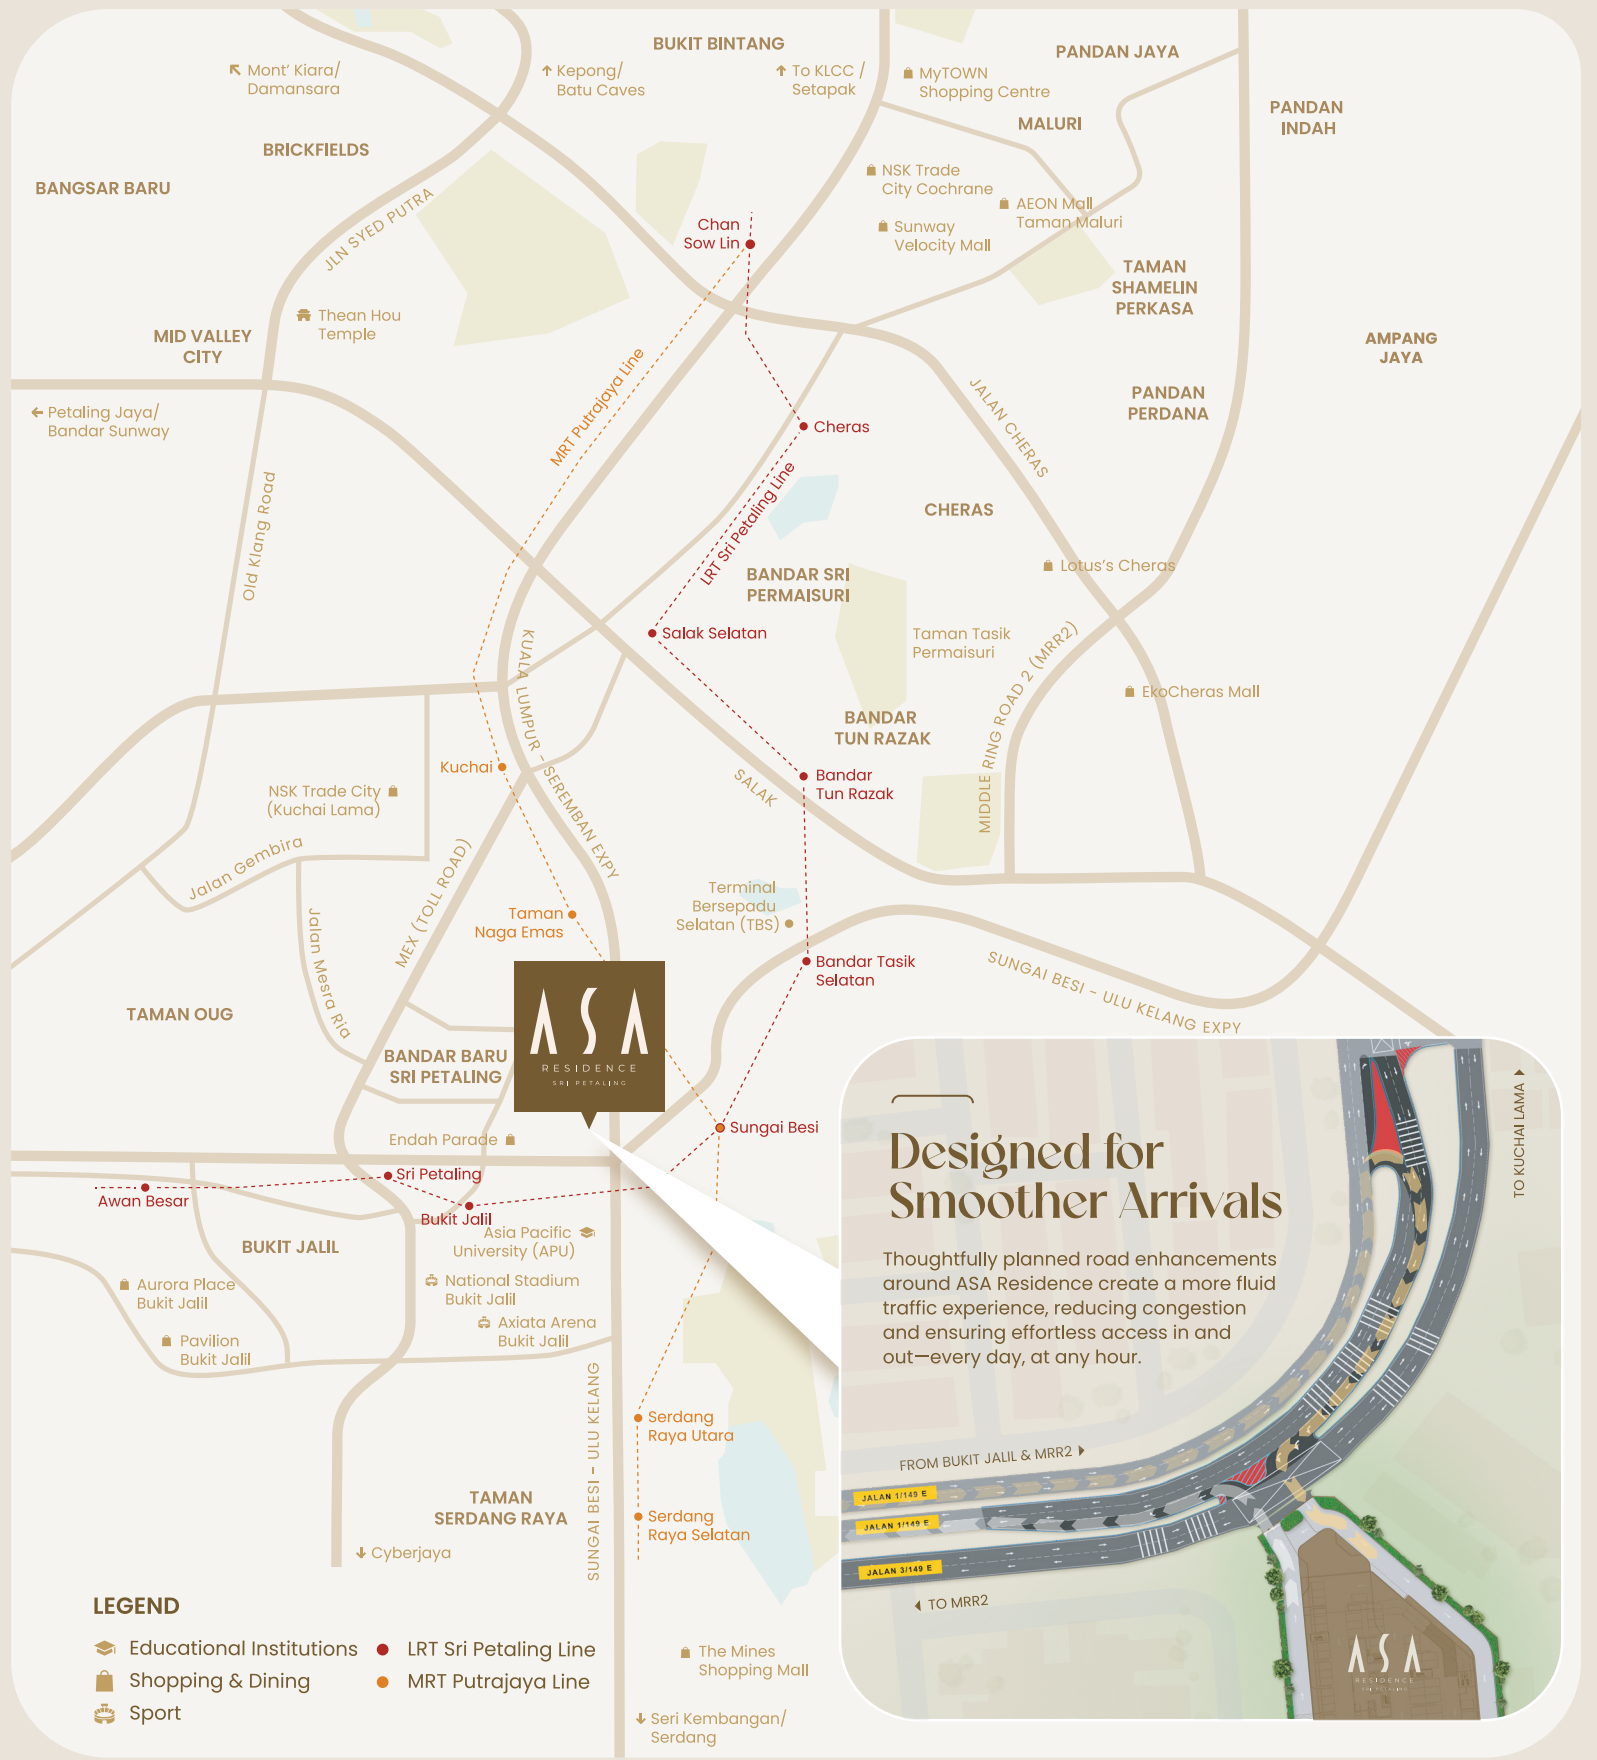 BUKIT BINTANG
PANDAN JAYA
Mont' Kiara/
Damansara
Kepong/
Batu Caves
To KLCC /
Setapak
MyTOWN
Shopping Centre
PANDAN
INDAH
MALURI
BRICKFIELDS
BANGSAR BARU
NSK Trade
City Cochrane
AEON Mall
Taman Maluri
Sunway
Velocity Mall
JLN SYED PUTRA
Chan
Sow Lin
TAMAN
SHAMELIN
PERKASA
Thean Hou
Temple
MID VALLEY
CITY
AMPANG
JAYA
MRT Putrajaya Line
PANDAN
PERDANA
JALAN CHERAS
Petaling Jaya/
Bandar Sunway
Cheras
Old Klang Road
LRT Sri Petaling Line
CHERAS
Lotus's Cheras
BANDAR SRI
PERMAISURI
Salak Selatan
Taman Tasik
Permaisuri
KUALA LUMPUR - SEREMBAN EXPY
MIDDLE RING ROAD 2 (MRR2)
EkoCheras Mall
BANDAR
TUN RAZAK
Kuchai
SALAK
Bandar
Tun Razak
NSK Trade City
(Kuchai Lama)
Jalan Gembira
MEX (TOLL ROAD)
Jalan Mesra Ria
Terminal
Bersepadu
Selatan (TBS)
Taman
Naga Emas
Bandar Tasik
Selatan
SUNGAI BESI - ULU KELANG EXPY
TAMAN OUG
ASA
RESIDENCE
SRI PETALING
BANDAR BARU
SRI PETALING
Endah Parade
Sungai Besi
Sri Petaling
Awan Besar
Bukit Jalil
Asia Pacific
University (APU)
BUKIT JALIL
National Stadium
Bukit Jalil
Aurora Place
Bukit Jalil
Axiata Arena
Bukit Jalil
Pavilion
Bukit Jalil
SUNGAI BESI - ULU KELANG
Serdang
Raya Utara
TAMAN
SERDANG RAYA
Serdang
Raya Selatan
Cyberjaya
The Mines
Shopping Mall
Seri Kembangan/
Serdang
LEGEND
Educational Institutions
Shopping & Dining
Sport
LRT Sri Petaling Line
MRT Putrajaya Line
Designed for
Smoother Arrivals
Thoughtfully planned road enhancements
around ASA Residence create a more fluid
traffic experience, reducing congestion
and ensuring effortless access in and
out—every day, at any hour.
TO KUCHAI LAMA
FROM BUKIT JALIL & MRR2
JALAN 1/149 E
JALAN 1/149 E
JALAN 3/149 E
TO MRR2
ASA
RESIDENCE
SRI PETALING